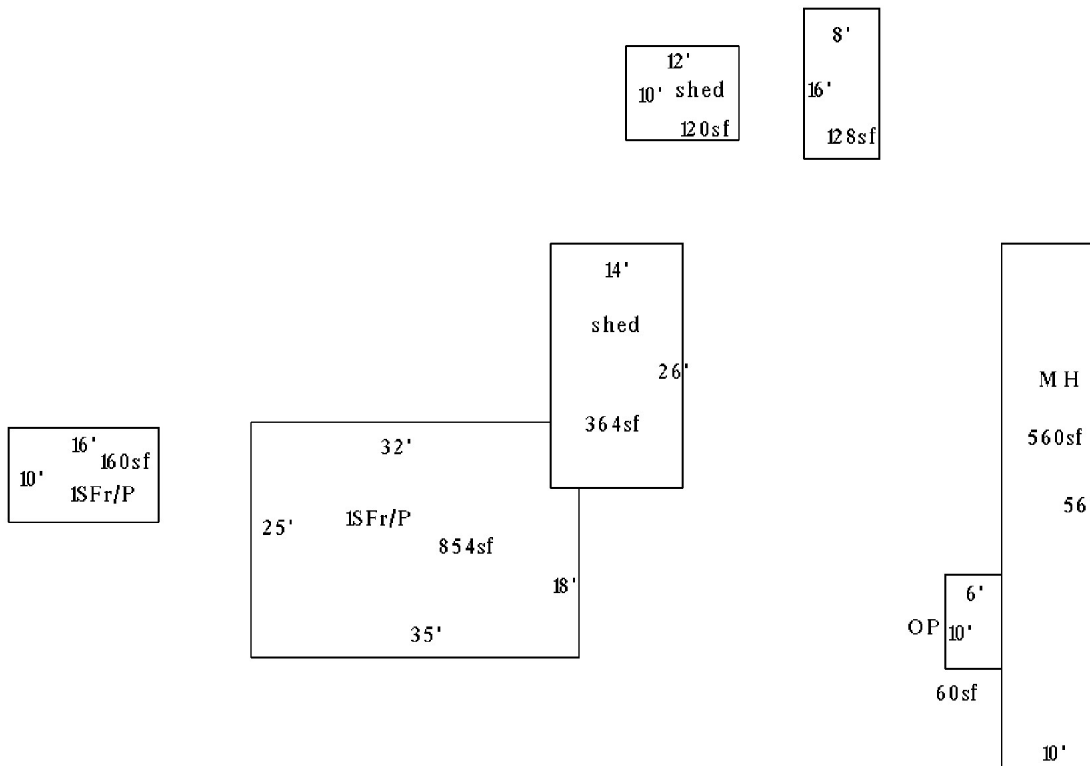 8'
16'
128sf
12'
10' shed
120sf
14'
shed
26'
364sf
MH
560sf
56
10'
16'
160sf
10'
1SFr/P
32'
25'
1SFr/P
854sf
18'
35'
6'
OP 10'
60sf